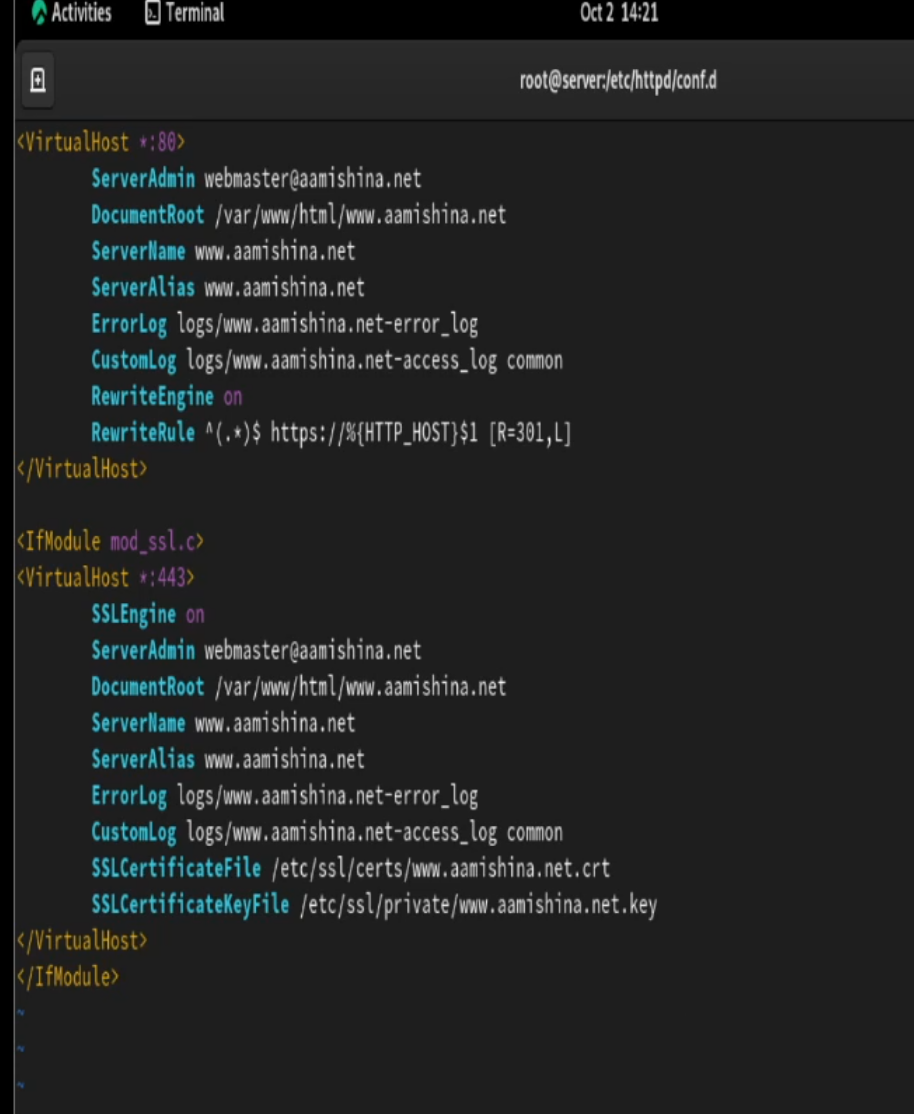 Activities Terminal Oct 2 14:21
root@server:/etc/httpd/conf.d
<VirtualHost *:80>
ServerAdmin webmaster@aamishina.net
DocumentRoot /var/www/html/www.aamishina.net
ServerName www.aamishina.net
ServerAlias www.aamishina.net
ErrorLog logs/www.aamishina.net-error_log
CustomLog logs/www.aamishina.net-access_log common
RewriteEngine on
RewriteRule ^(.*)$ https://%{HTTP_HOST}$1 [R=301,L]
</VirtualHost>
<IfModule mod_ssl.c>
<VirtualHost *:443>
SSLEngine on
ServerAdmin webmaster@aamishina.net
DocumentRoot /var/www/html/www.aamishina.net
ServerName www.aamishina.net
ServerAlias www.aamishina.net
ErrorLog logs/www.aamishina.net-error_log
CustomLog logs/www.aamishina.net-access_log common
SSLCertificateFile /etc/ssl/certs/www.aamishina.net.crt
SSLCertificateKeyFile /etc/ssl/private/www.aamishina.net.key
</VirtualHost>
</IfModule>
~
~
~